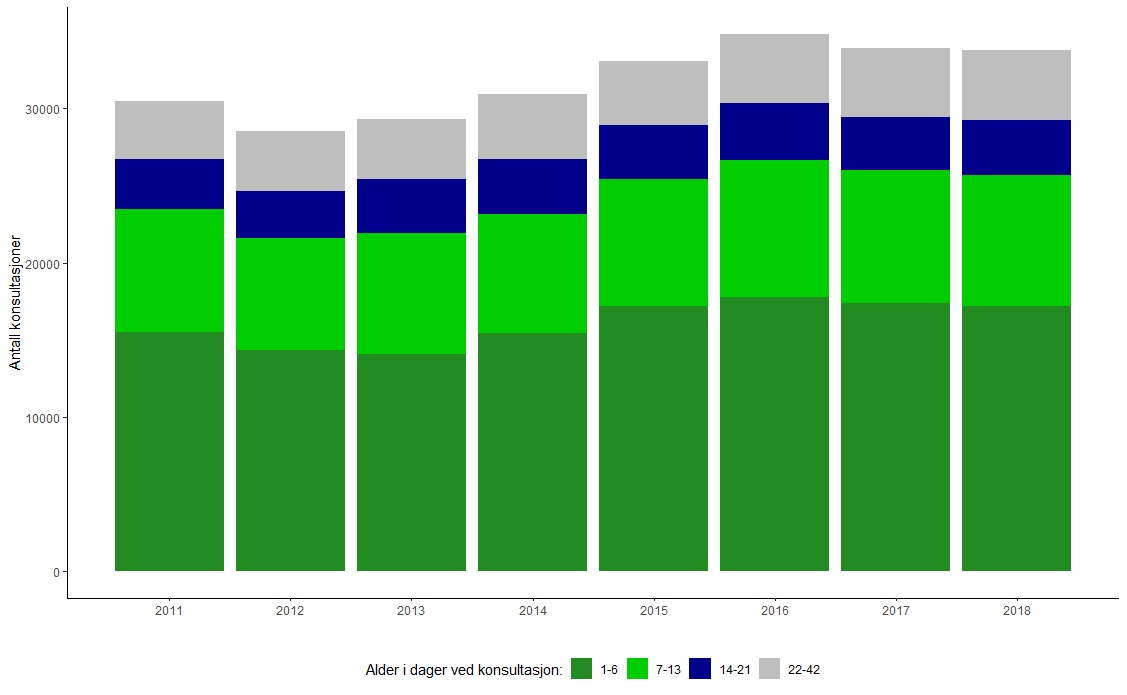 Antall konsultasjoner
30000
20000
10000
0
2011 2012 2013 2014 2015 2016 2017 2018
Alder i dager ved konsultasjon: 1-6 7-13 14-21 22-42